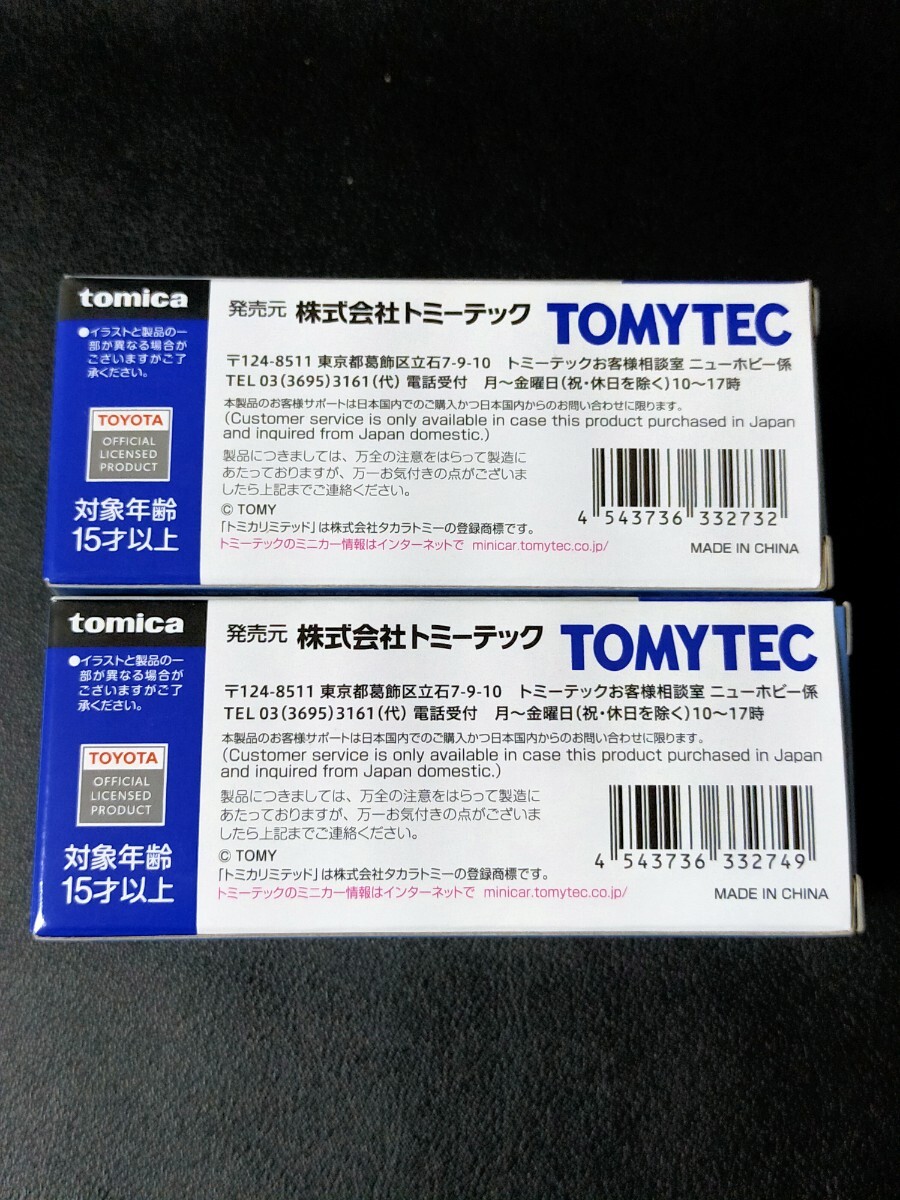 tomica
●イラストと製品の一
部が異なる場合が
ございますがご了
承ください。
TOYOTA
OFFICIAL
LICENSED
PRODUCT
対象年齢
15才以上
発売元 株式会社トミーテック TOMYTEC
〒124-8511 東京都葛飾区立石7-9-10 トミーテックお客様相談室 ニューホビー係
TEL 03(3695)3161(代) 電話受付 月〜金曜日(祝・休日を除く)10〜17時
本製品のお客様サポートは日本国内でのご購入かつ日本国内からのお問い合わせに限ります。
(Customer service is only available in case this product purchased in Japan
and inquired from Japan domestic.)
製品につきましては、万全の注意をはらって製造に
あたっておりますが、万一お気付きの点がございま
したら上記までご連絡ください。
© TOMY
「トミカリミテッド」は株式会社タカラトミーの登録商標です。
トミーテックのミニカー情報はインターネットで minicar.tomytec.co.jp/
4 543736 332732
MADE IN CHINA
tomica
●イラストと製品の一
部が異なる場合が
ございますがご了
承ください。
TOYOTA
OFFICIAL
LICENSED
PRODUCT
対象年齢
15才以上
発売元 株式会社トミーテック TOMYTEC
〒124-8511 東京都葛飾区立石7-9-10 トミーテックお客様相談室 ニューホビー係
TEL 03(3695)3161(代) 電話受付 月〜金曜日(祝・休日を除く)10〜17時
本製品のお客様サポートは日本国内でのご購入かつ日本国内からのお問い合わせに限ります。
(Customer service is only available in case this product purchased in Japan
and inquired from Japan domestic.)
製品につきましては、万全の注意をはらって製造に
あたっておりますが、万一お気付きの点がございま
したら上記までご連絡ください。
© TOMY
「トミカリミテッド」は株式会社タカラトミーの登録商標です。
トミーテックのミニカー情報はインターネットで minicar.tomytec.co.jp/
4 543736 332749
MADE IN CHINA